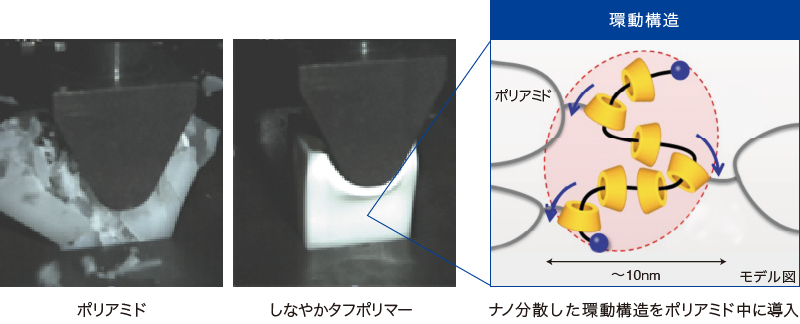 環動構造
ポリアミド
～10nm
モデル図
ポリアミド
しなやかタフポリマー
ナノ分散した環動構造をポリアミド中に導入